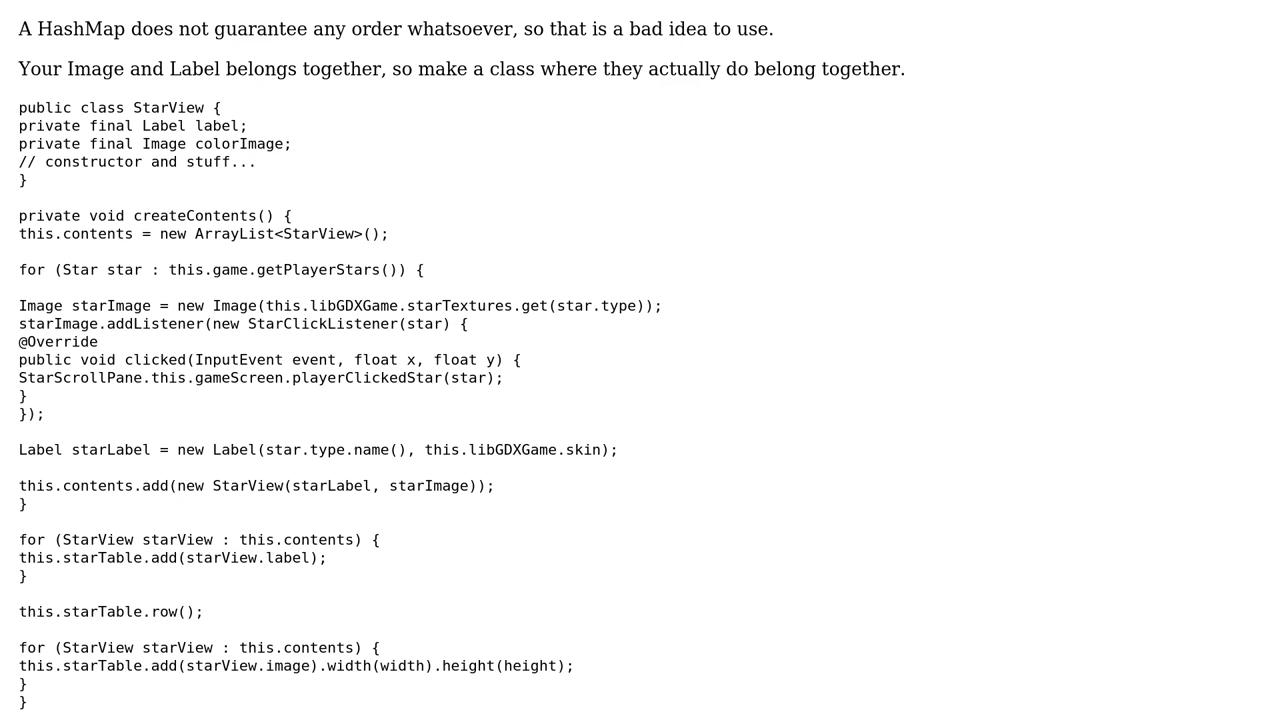 A HashMap does not guarantee any order whatsoever, so that is a bad idea to use.
Your Image and Label belongs together, so make a class where they actually do belong together.
public class StarView {
private final Label label;
private final Image colorImage;
// constructor and stuff...
}
private void createContents() {
this.contents = new ArrayList<StarView>();
for (Star star : this.game.getPlayerStars()) {
Image starImage = new Image(this.libGDXGame.starTextures.get(star.type));
starImage.addListener(new StarClickListener(star) {
@Override
public void clicked(InputEvent event, float x, float y) {
StarScrollPane.this.gameScreen.playerClickedStar(star);
}
});
Label starLabel = new Label(star.type.name(), this.libGDXGame.skin);
this.contents.add(new StarView(starLabel, starImage));
}
for (StarView starView : this.contents) {
this.starTable.add(starView.label);
}
this.starTable.row();
for (StarView starView : this.contents) {
this.starTable.add(starView.image).width(width).height(height);
}
}